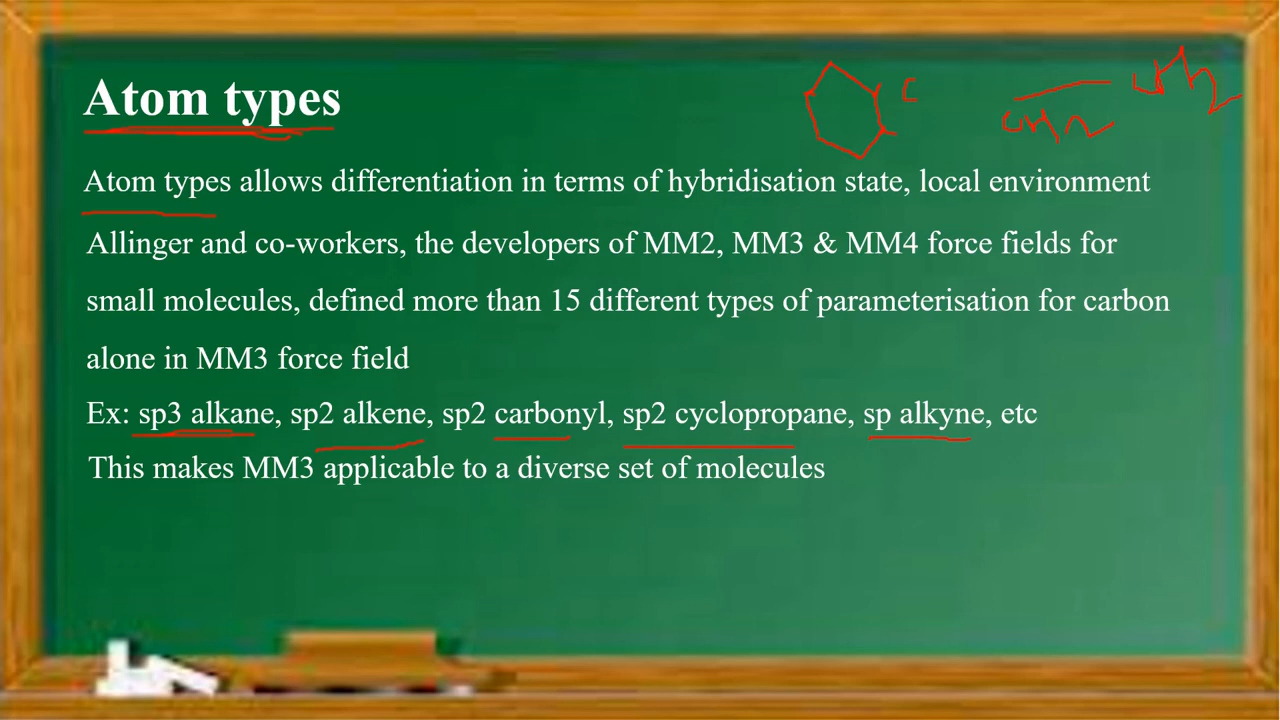 Atom types
C
CH2
CH2
Atom types allows differentiation in terms of hybridisation state, local environment
Allinger and co-workers, the developers of MM2, MM3 & MM4 force fields for
small molecules, defined more than 15 different types of parameterisation for carbon
alone in MM3 force field
Ex: sp3 alkane, sp2 alkene, sp2 carbonyl, sp2 cyclopropane, sp alkyne, etc
This makes MM3 applicable to a diverse set of molecules